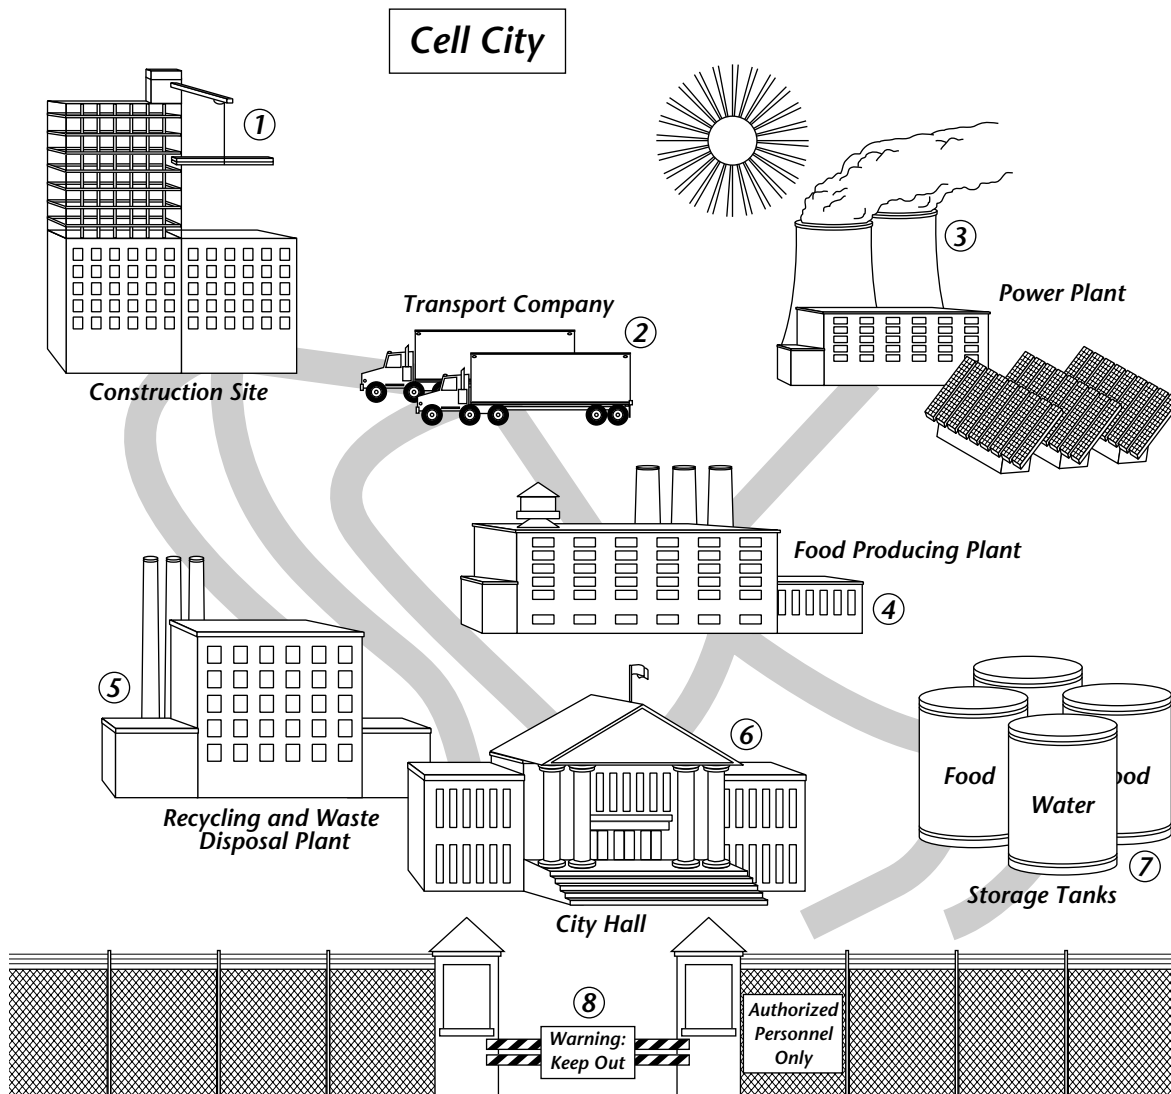 Cell City
1
3
Power Plant
Transport Company
2
Construction Site
Food Producing Plant
4
5
6
Food
ood
Water
7
Recycling and Waste
Disposal Plant
Storage Tanks
City Hall
8
Warning:
Keep Out
Authorized
Personnel
Only